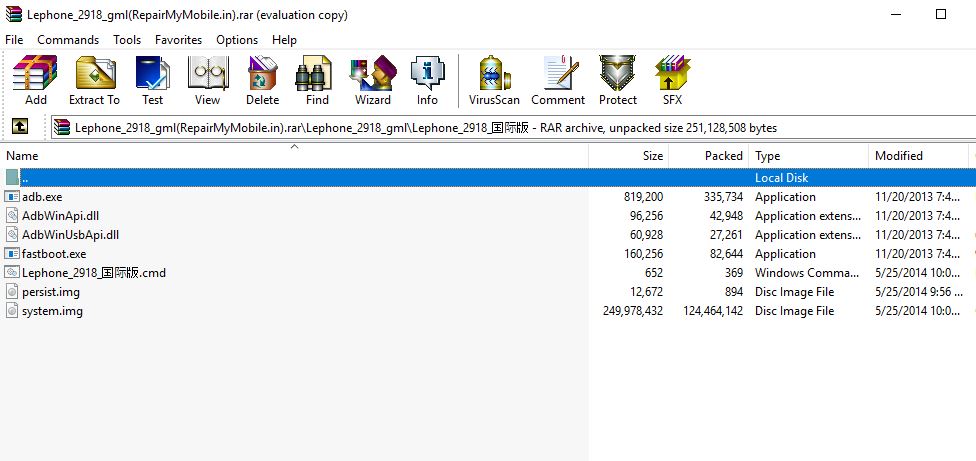 Lephone_2918_gml(RepairMyMobile.in).rar (evaluation copy)
File Commands Tools Favorites Options Help
Add Extract To Test View Delete Find Wizard Info VirusScan Comment Protect SFX
Lephone_2918_gml(RepairMyMobile.in).rar\Lephone_2918_gml\Lephone_2918_国际版 - RAR archive, unpacked size 251,128,508 bytes
Name Size Packed Type Modified
.. Local Disk
adb.exe 819,200 335,734 Application 11/20/2013 7:4...
AdbWinApi.dll 96,256 42,948 Application extens... 11/20/2013 7:4...
AdbWinUsbApi.dll 60,928 27,261 Application extens... 11/20/2013 7:4...
fastboot.exe 160,256 82,644 Application 11/20/2013 7:4...
Lephone_2918_国际版.cmd 652 369 Windows Comma... 5/25/2014 10:0...
persist.img 12,672 894 Disc Image File 5/25/2014 9:56 ...
system.img 249,978,432 124,464,142 Disc Image File 5/25/2014 10:0...